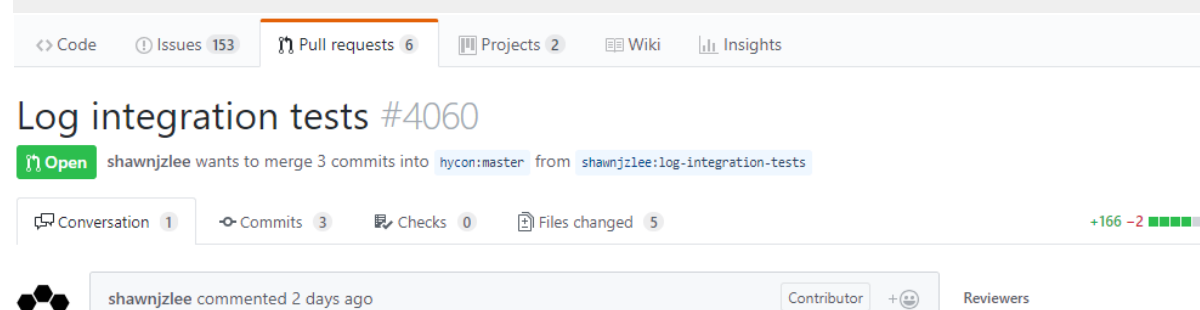 Code Issues 153 Pull requests 6 Projects 2 Wiki Insights
Log integration tests #4060
Open shawnjzlee wants to merge 3 commits into hycon:master from shawnjzlee:log-integration-tests
Conversation 1 Commits 3 Checks 0 Files changed 5 +166 −2
shawnjzlee commented 2 days ago Contributor Reviewers